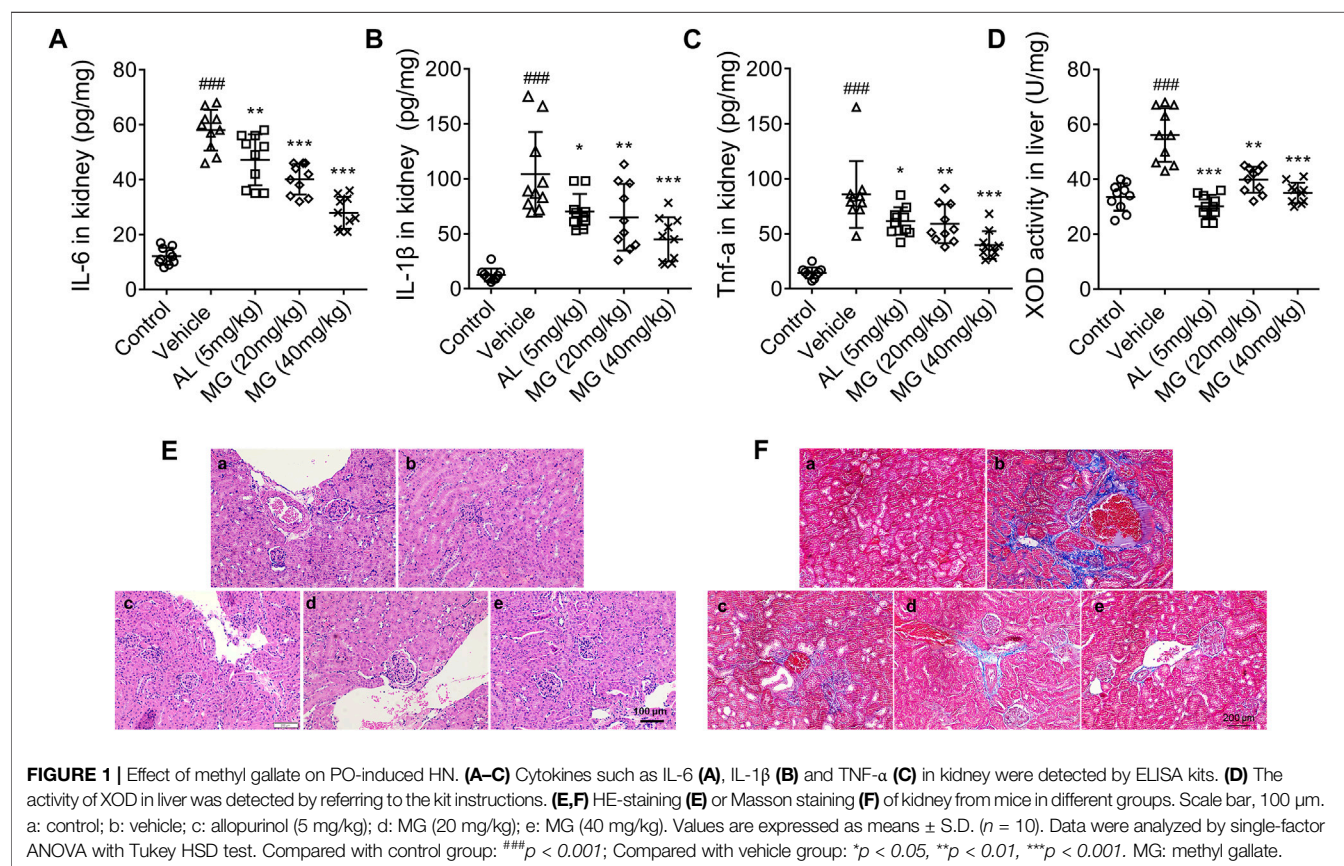 A
B
C
D
IL-6 in kidney (pg/mg)
80
60
40
20
0
###
**
***
***
Control
Vehicle
AL (5mg/kg)
MG (20mg/kg)
MG (40mg/kg)
IL-1β in kidney (pg/mg)
200
150
100
50
0
###
*
**
***
Control
Vehicle
AL (5mg/kg)
MG (20mg/kg)
MG (40mg/kg)
Tnf-a in kidney (pg/mg)
200
150
100
50
0
###
*
**
***
Control
Vehicle
AL (5mg/kg)
MG (20mg/kg)
MG (40mg/kg)
XOD activity in liver (U/mg)
80
60
40
20
0
###
***
**
***
Control
Vehicle
AL (5mg/kg)
MG (20mg/kg)
MG (40mg/kg)
E
a
b
c
d
e
100 µm
F
a
b
c
d
e
200 µm
FIGURE 1 | Effect of methyl gallate on PO-induced HN. (A–C) Cytokines such as IL-6 (A), IL-1β (B) and TNF-α (C) in kidney were detected by ELISA kits. (D) The
activity of XOD in liver was detected by referring to the kit instructions. (E,F) HE-staining (E) or Masson staining (F) of kidney from mice in different groups. Scale bar, 100 µm.
a: control; b: vehicle; c: allopurinol (5 mg/kg); d: MG (20 mg/kg); e: MG (40 mg/kg). Values are expressed as means ± S.D. (n = 10). Data were analyzed by single-factor
ANOVA with Tukey HSD test. Compared with control group: ###p < 0.001; Compared with vehicle group: *p < 0.05, **p < 0.01, ***p < 0.001. MG: methyl gallate.